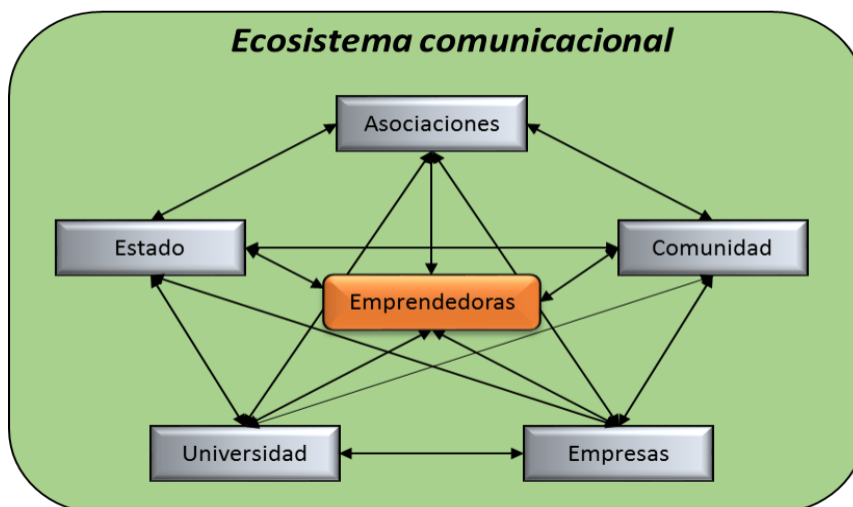 Ecosistema comunicacional
Asociaciones
Estado
Comunidad
Emprendedoras
Universidad
Empresas